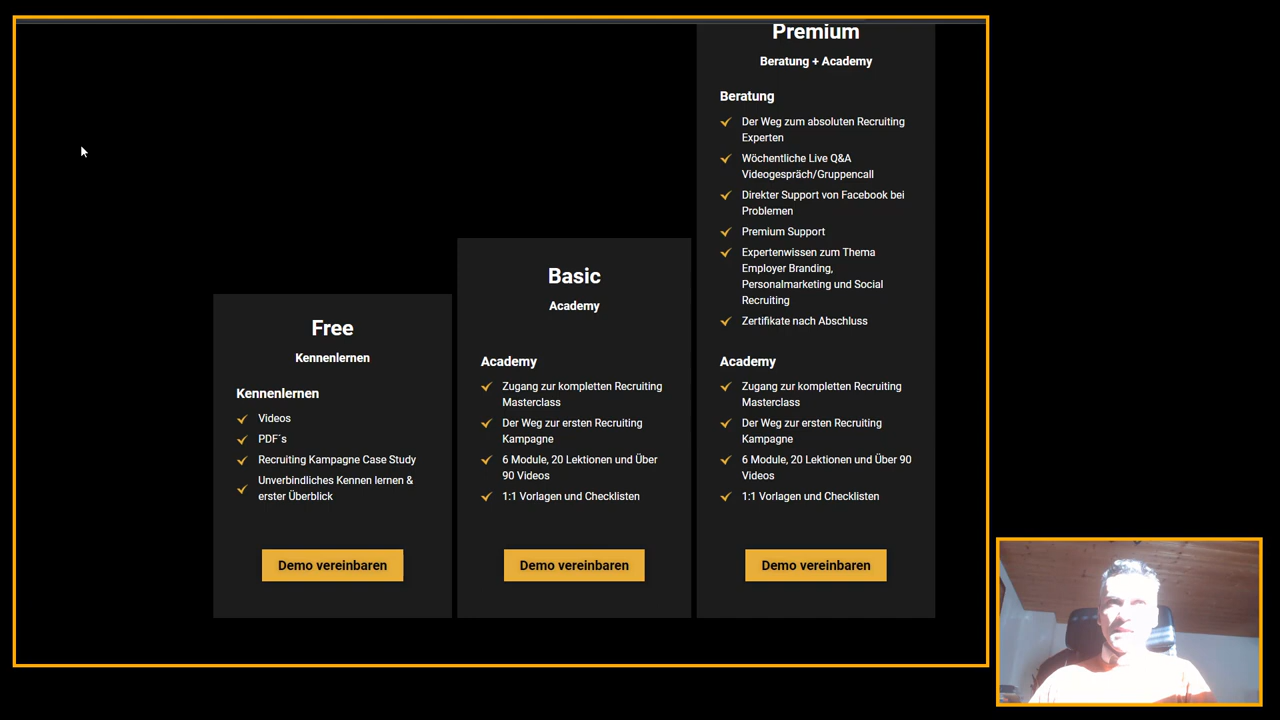 Free
Kennenlernen
Kennenlernen
Videos
PDF´s
Recruiting Kampagne Case Study
Unverbindliches Kennen lernen &
erster Überblick
Demo vereinbaren
Basic
Academy
Academy
Zugang zur kompletten Recruiting
Masterclass
Der Weg zur ersten Recruiting
Kampagne
6 Module, 20 Lektionen und Über
90 Videos
1:1 Vorlagen und Checklisten
Demo vereinbaren
Premium
Beratung + Academy
Beratung
Der Weg zum absoluten Recruiting
Experten
Wöchentliche Live Q&A
Videogespräch/Gruppencall
Direkter Support von Facebook bei
Problemen
Premium Support
Expertenwissen zum Thema
Employer Branding,
Personalmarketing und Social
Recruiting
Zertifikate nach Abschluss
Academy
Zugang zur kompletten Recruiting
Masterclass
Der Weg zur ersten Recruiting
Kampagne
6 Module, 20 Lektionen und Über 90
Videos
1:1 Vorlagen und Checklisten
Demo vereinbaren